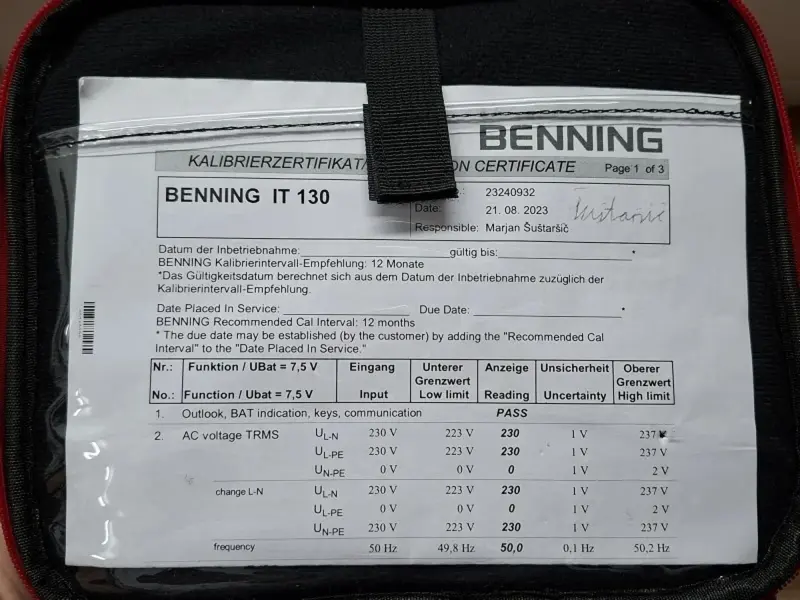 BENNING
KALIBRIERZERTIFIKAT/ ON CERTIFICATE Page 1 of 3
BENNING IT 130
23240932
Date: 21. 08. 2023
Responsible: Marjan Šuštaršič
Datum der Inbetriebnahme: gültig bis: *
BENNING Kalibrierintervall-Empfehlung: 12 Monate
*Das Gültigkeitsdatum berechnet sich aus dem Datum der Inbetriebnahme zuzüglich der
Kalibrierintervall-Empfehlung.
Date Placed In Service: Due Date: *
BENNING Recommended Cal Interval: 12 months
* The due date may be established (by the customer) by adding the "Recommended Cal
Interval" to the "Date Placed In Service."
Nr.: Funktion / UBat = 7,5 V Eingang Unterer Grenzwert Anzeige Unsicherheit Oberer Grenzwert
No.: Function / Ubat = 7,5 V Input Low limit Reading Uncertainty High limit
1. Outlook, BAT indication, keys, communication PASS
2. AC voltage TRMS UL-N 230 V 223 V 230 1 V 237 V
UL-PE 230 V 223 V 230 1 V 237 V
UN-PE 0 V 0 V 0 1 V 2 V
change L-N UL-N 230 V 223 V 230 1 V 237 V
UL-PE 0 V 0 V 0 1 V 2 V
UN-PE 230 V 223 V 230 1 V 237 V
frequency 50 Hz 49,8 Hz 50,0 0,1 Hz 50,2 Hz